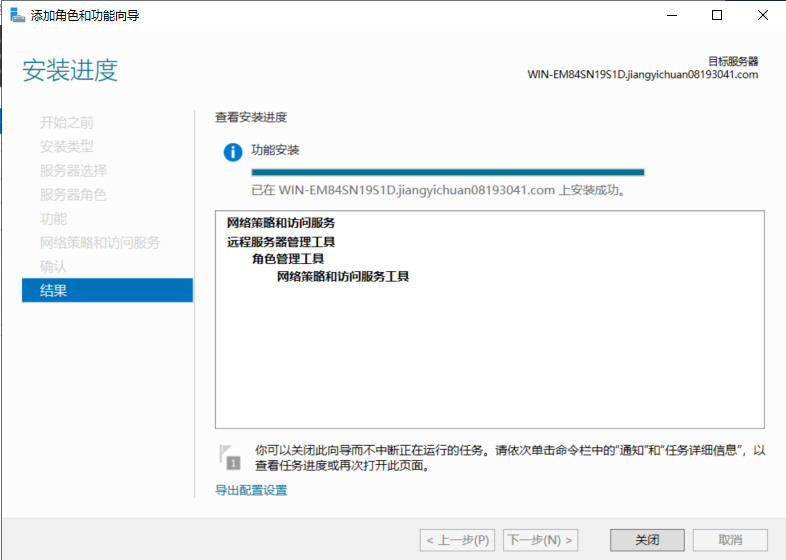 添加角色和功能向导
安装进度
目标服务器
WIN-EM84SN19S1D.jiangyichuan08193041.com
开始之前
安装类型
服务器选择
服务器角色
功能
网络策略和访问服务
确认
结果
查看安装进度
功能安装
已在 WIN-EM84SN19S1D.jiangyichuan08193041.com 上安装成功。
网络策略和访问服务
远程服务器管理工具
角色管理工具
网络策略和访问服务工具
1
你可以关闭此向导而不中断正在运行的任务。请依次单击命令栏中的"通知"和"任务详细信息"，以
查看任务进度或再次打开此页面。
导出配置设置
< 上一步(P)
下一步(N) >
关闭
取消